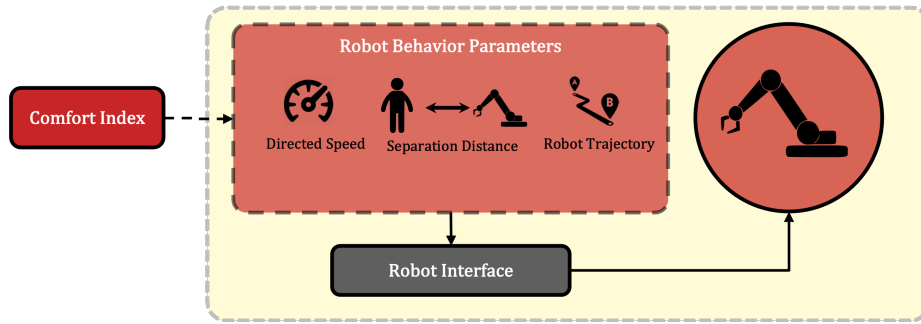 Robot Behavior Parameters
A
B
Comfort Index
Directed Speed
Separation Distance
Robot Trajectory
Robot Interface